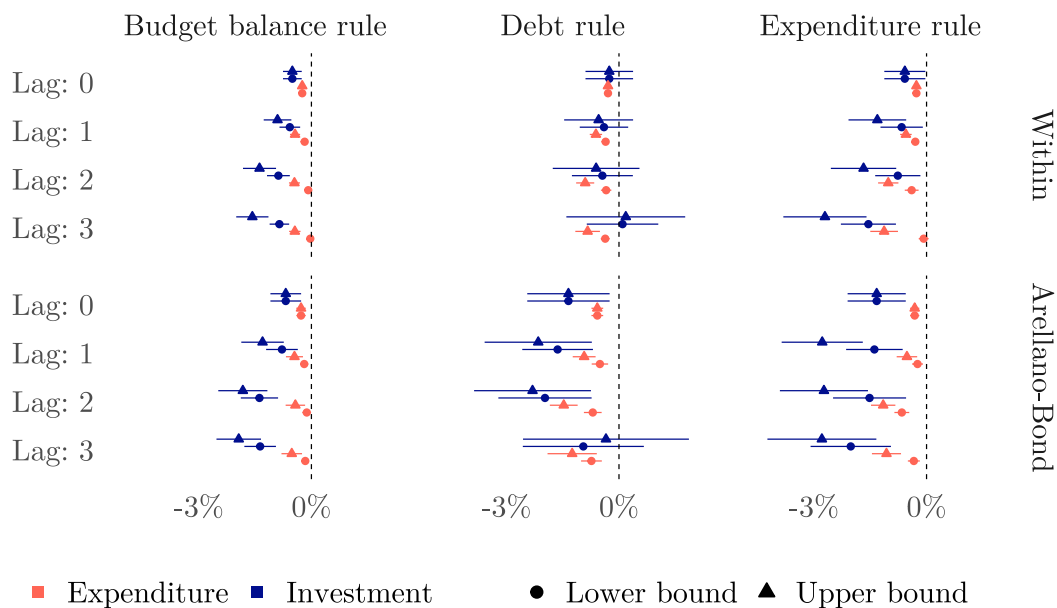 Budget balance rule Debt rule Expenditure rule
Lag: 0
Lag: 1
Lag: 2
Lag: 3
Within
Lag: 0
Lag: 1
Lag: 2
Lag: 3
Arellano-Bond
-3% 0% -3% 0% -3% 0%
Expenditure Investment Lower bound Upper bound